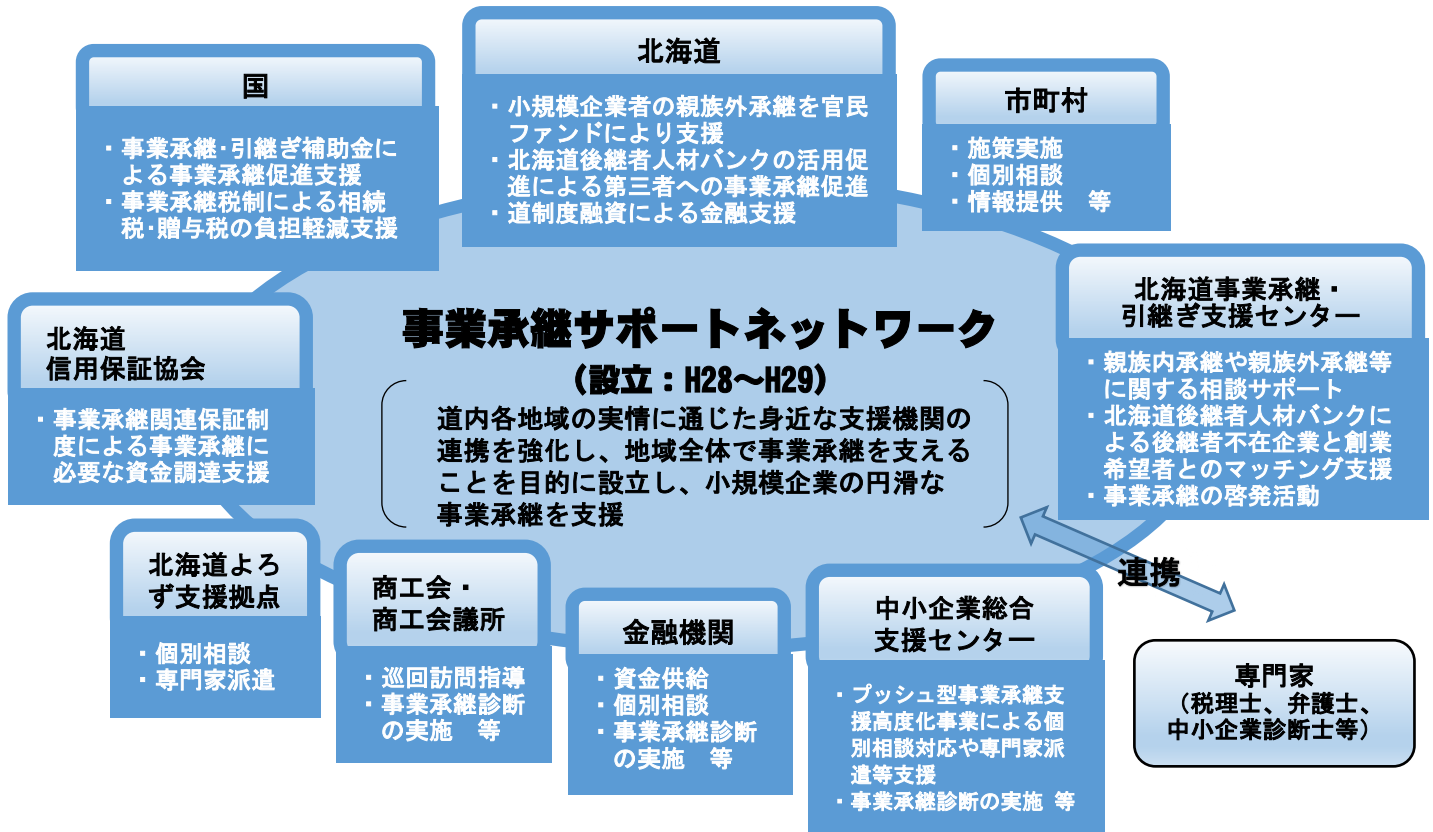 国
・事業承継・引継ぎ補助金に
よる事業承継促進支援
・事業承継税制による相続
税・贈与税の負担軽減支援
北海道
・小規模企業者の親族外承継を官民
ファンドにより支援
・北海道後継者人材バンクの活用促
進による第三者への事業承継促進
・道制度融資による金融支援
市町村
・施策実施
・個別相談
・情報提供　等
北海道事業承継・
引継ぎ支援センター
・親族内承継や親族外承継等
に関する相談サポート
・北海道後継者人材バンクに
よる後継者不在企業と創業
希望者とのマッチング支援
・事業承継の啓発活動
北海道
信用保証協会
・事業承継関連保証制
度による事業承継に
必要な資金調達支援
事業承継サポートネットワーク
（設立：H28～H29）
道内各地域の実情に通じた身近な支援機関の
連携を強化し、地域全体で事業承継を支える
ことを目的に設立し、小規模企業の円滑な
事業承継を支援
北海道よろ
ず支援拠点
・個別相談
・専門家派遣
商工会・
商工会議所
・巡回訪問指導
・事業承継診断
の実施　等
金融機関
・資金供給
・個別相談
・事業承継診断
の実施　等
中小企業総合
支援センター
・プッシュ型事業承継支
援高度化事業による個
別相談対応や専門家派
遣等支援
・事業承継診断の実施 等
連携
専門家
（税理士、弁護士、
中小企業診断士等）